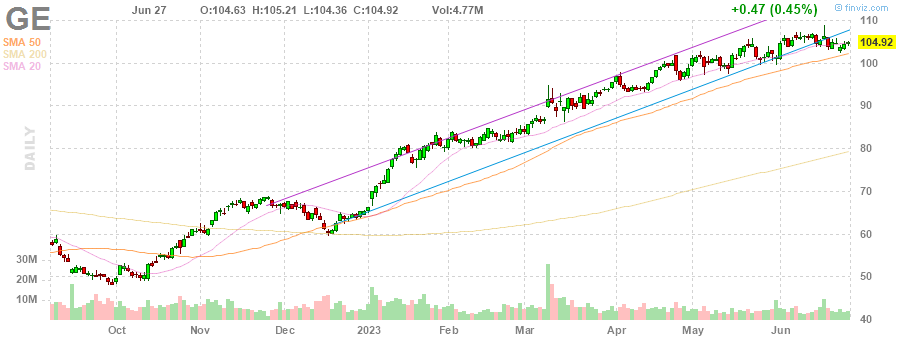 GE
Jun 27 O:104.63 H:105.21 L:104.36 C:104.92 Vol:4.77M +0.47 (0.45%)
© finviz.com
SMA 50
SMA 200
SMA 20
DAILY
110
104.92
100
90
80
70
60
50
40
30M
20M
10M
Oct Nov Dec 2023 Feb Mar Apr May Jun